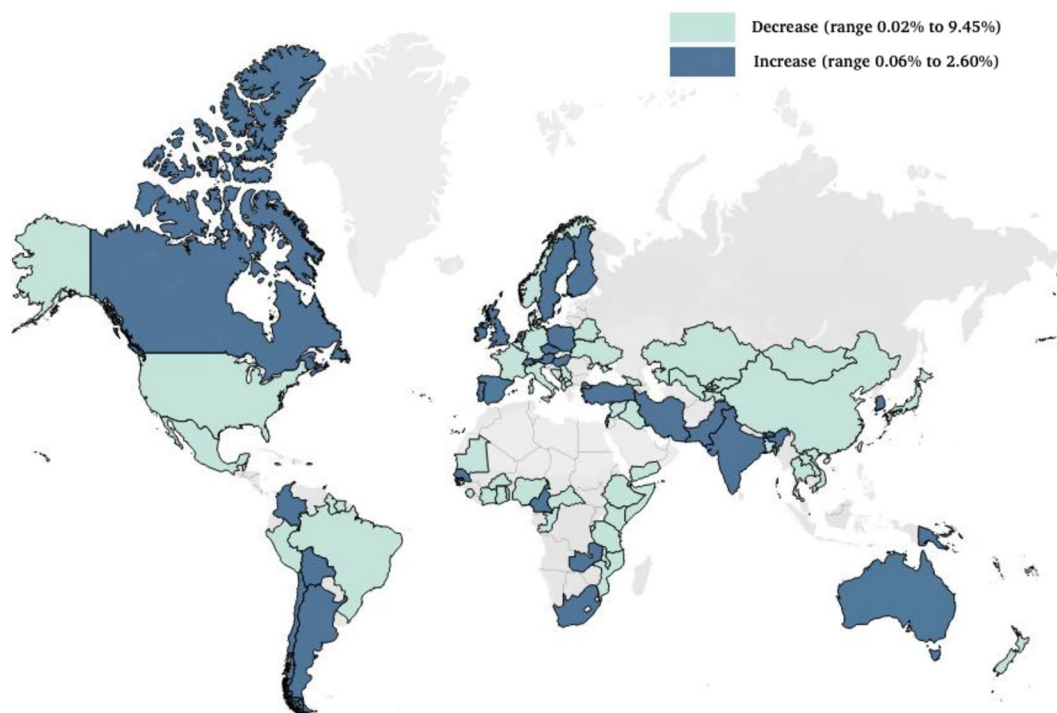 Decrease (range 0.02% to 9.45%)
Increase (range 0.06% to 2.60%)